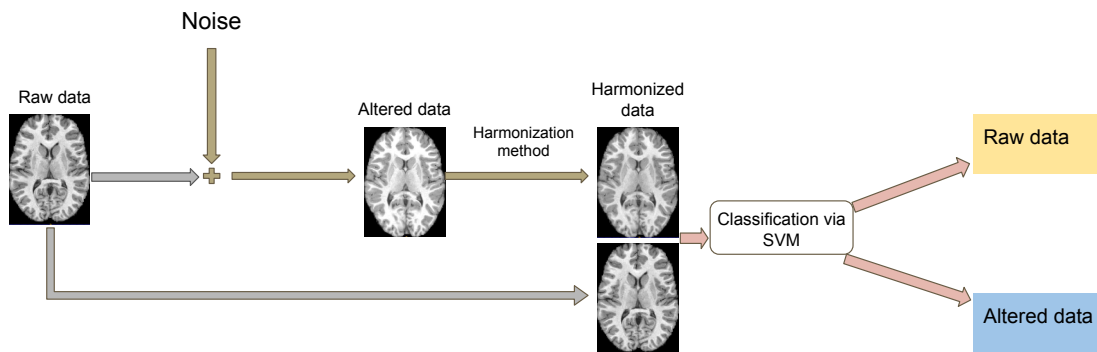 Noise
Raw data
Altered data
Harmonization
method
Harmonized
data
Classification via
SVM
Raw data
Altered data